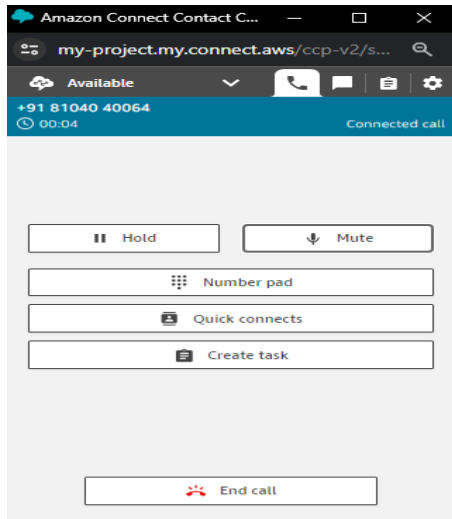 Amazon Connect Contact C...
my-project.my.connect.aws/ccp-v2/s...
Available
+91 81040 40064
00:04 Connected call
Hold Mute
Number pad
Quick connects
Create task
End call